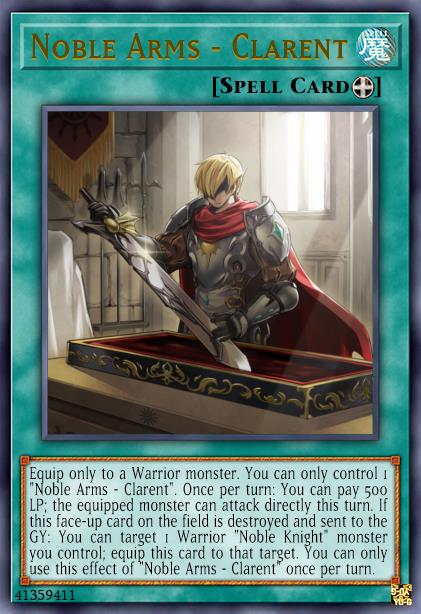 Noble Arms - Clarent
SPELL
魔
[Spell Card]
Equip only to a Warrior monster. You can only control 1
"Noble Arms - Clarent". Once per turn: You can pay 500
LP; the equipped monster can attack directly this turn. If
this face-up card on the field is destroyed and sent to the
GY: You can target 1 Warrior "Noble Knight" monster
you control; equip this card to that target. You can only
use this effect of "Noble Arms - Clarent" once per turn.
41359411